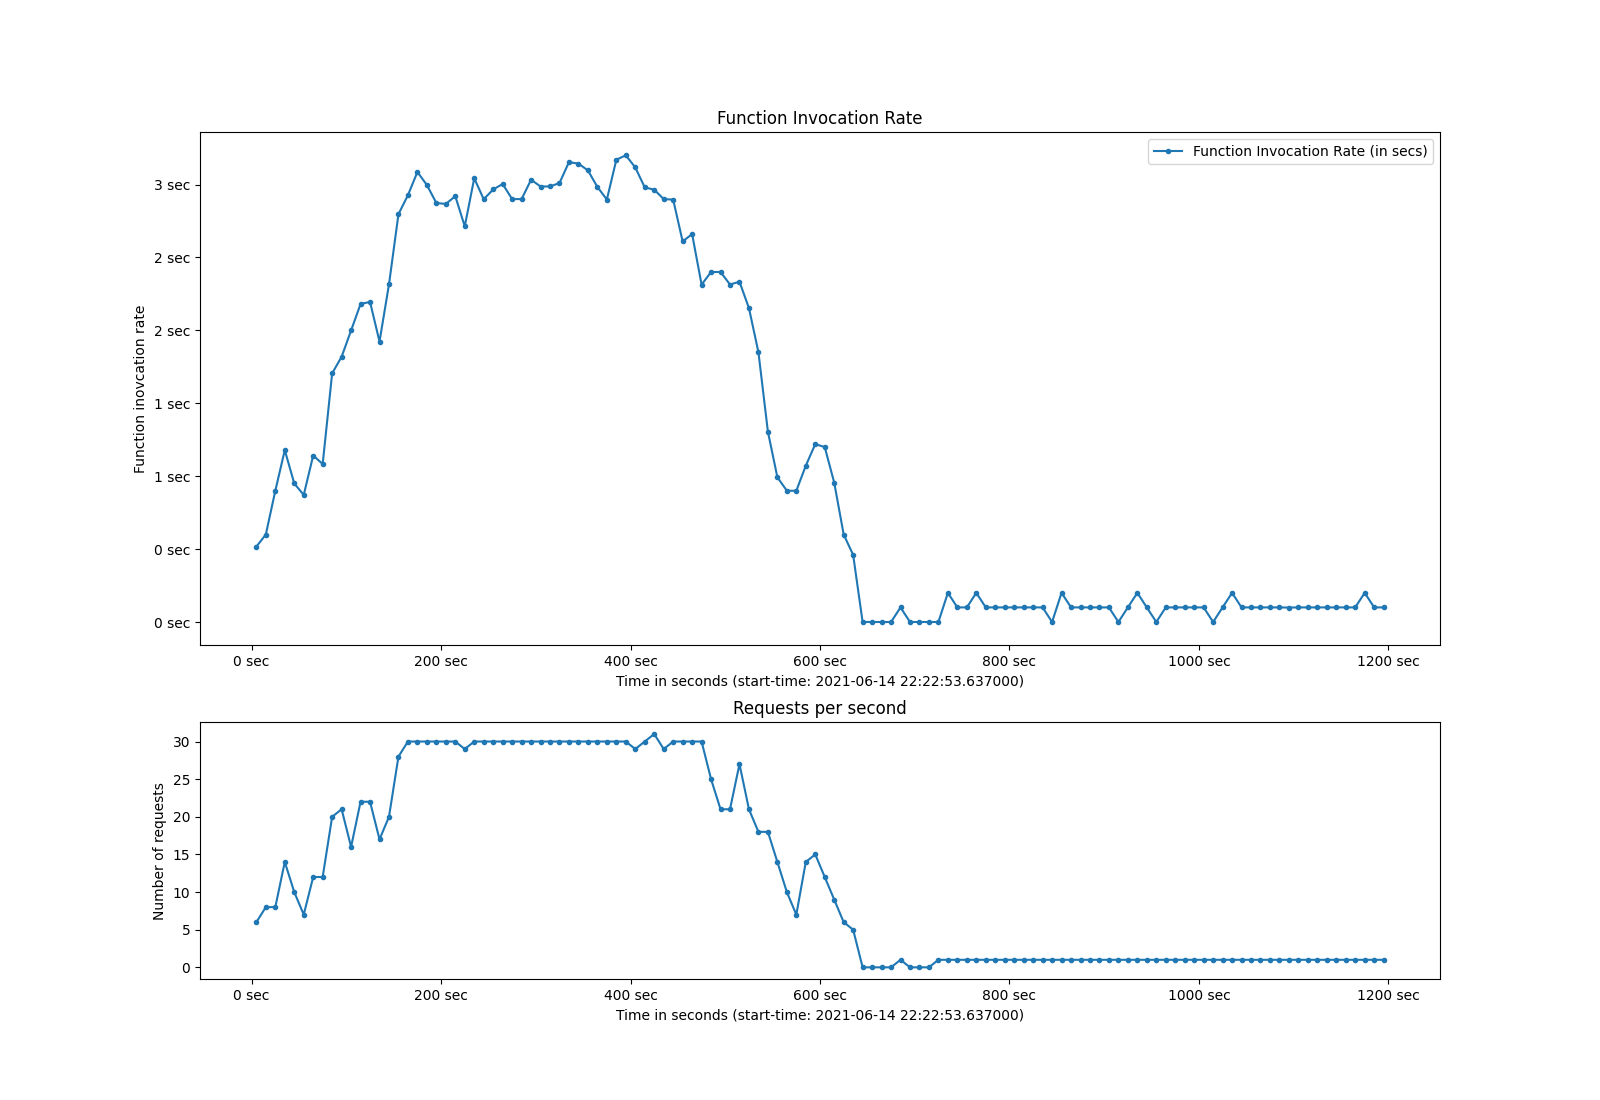 Function Invocation Rate
Function Invocation Rate (in secs)
Function inovcation rate
3 sec
2 sec
2 sec
1 sec
1 sec
0 sec
0 sec
0 sec 200 sec 400 sec 600 sec 800 sec 1000 sec 1200 sec
Time in seconds (start-time: 2021-06-14 22:22:53.637000)
Requests per second
Number of requests
30
25
20
15
10
5
0
0 sec 200 sec 400 sec 600 sec 800 sec 1000 sec 1200 sec
Time in seconds (start-time: 2021-06-14 22:22:53.637000)